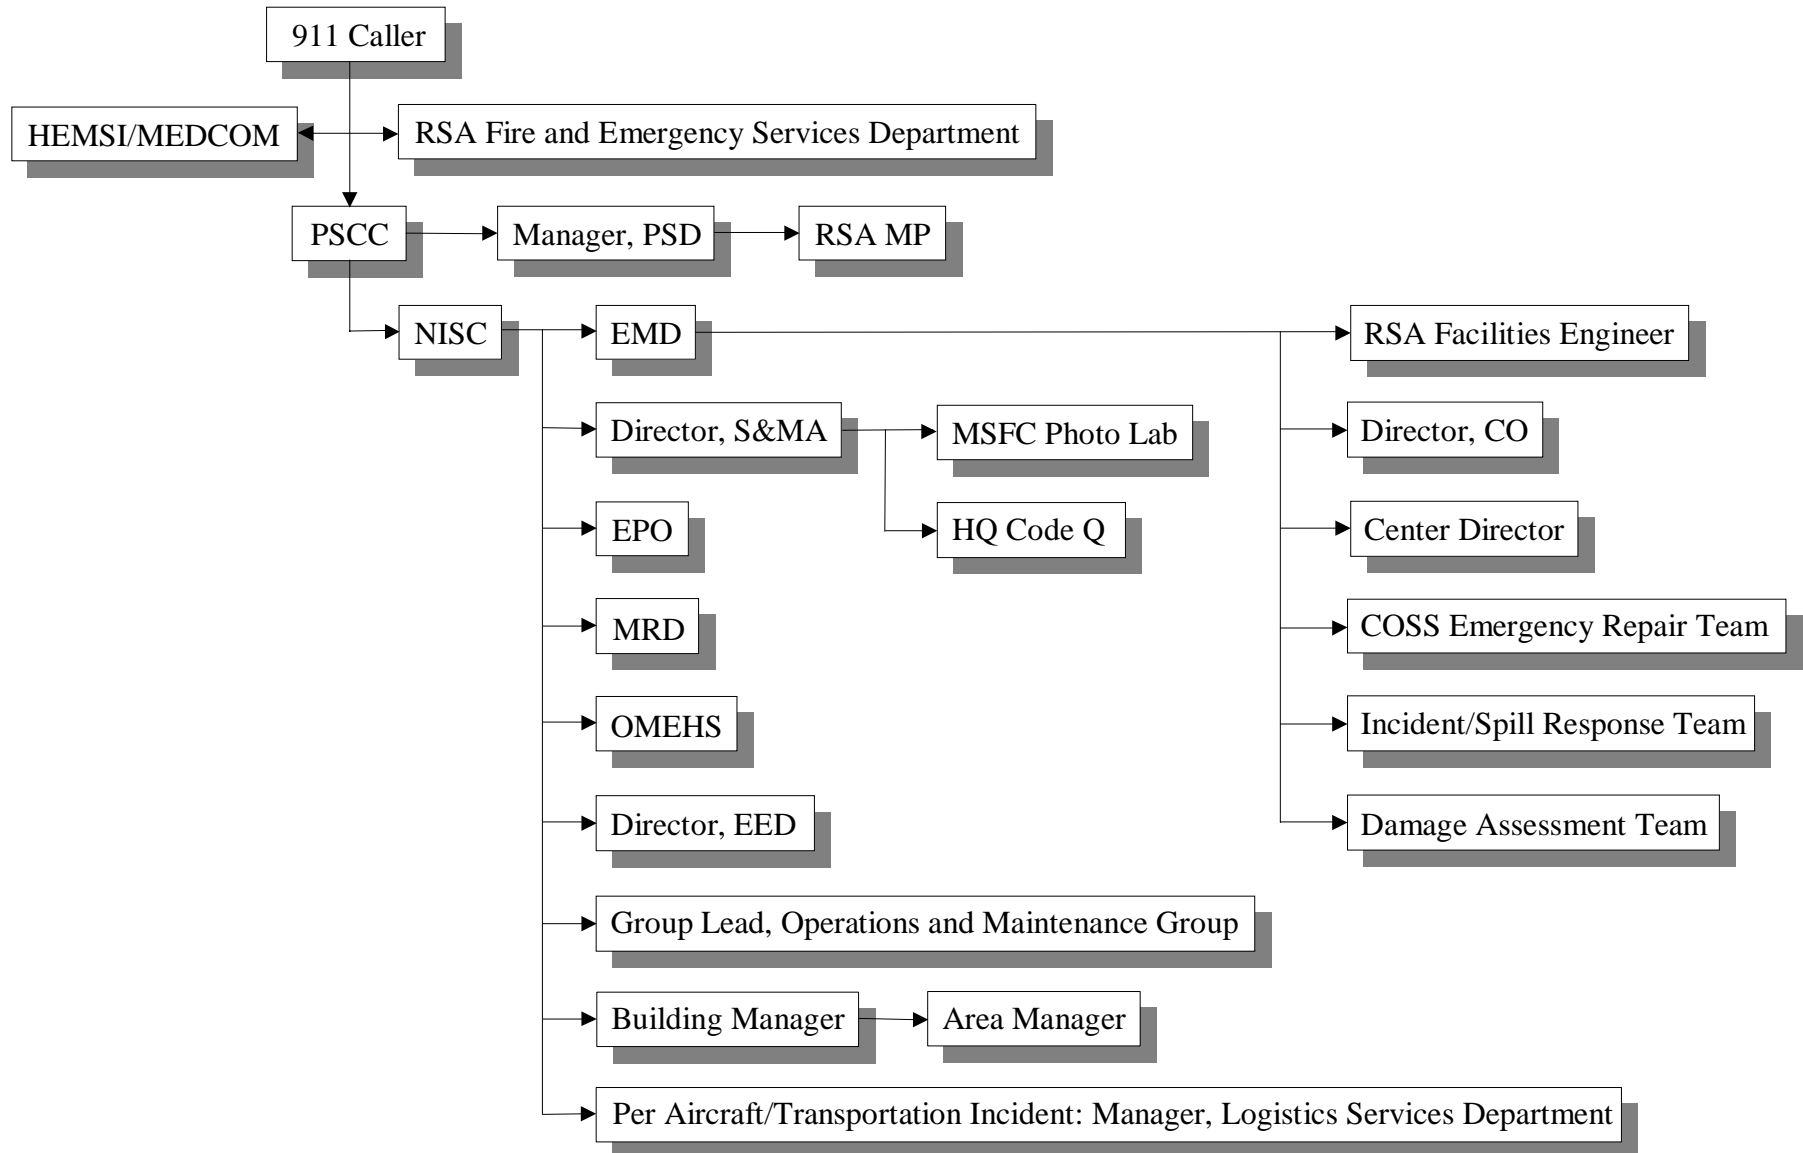 911 Caller
HEMSI/MEDCOM
RSA Fire and Emergency Services Department
PSCC
Manager, PSD
RSA MP
NISC
EMD
RSA Facilities Engineer
Director, S&MA
MSFC Photo Lab
Director, CO
EPO
HQ Code Q
Center Director
MRD
COSS Emergency Repair Team
OMEHS
Incident/Spill Response Team
Director, EED
Damage Assessment Team
Group Lead, Operations and Maintenance Group
Building Manager
Area Manager
Per Aircraft/Transportation Incident: Manager, Logistics Services Department